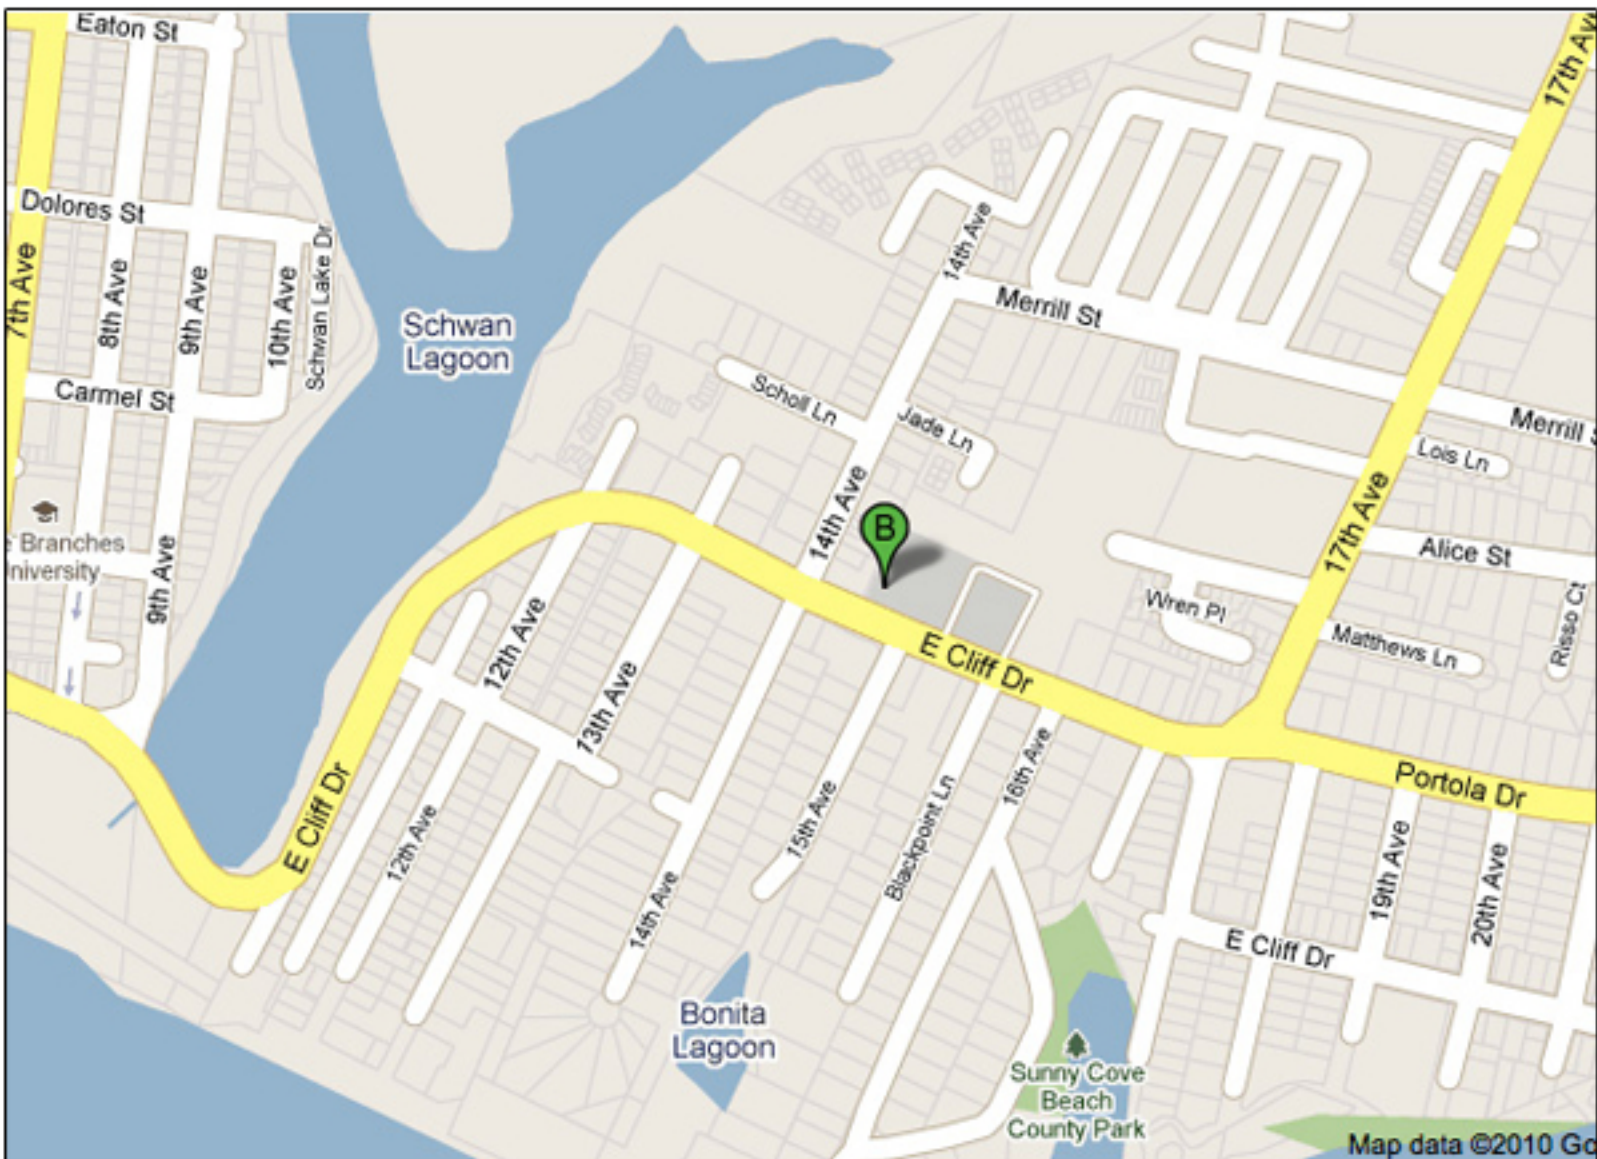 Eaton St
17th Av
Dolores St
Schwan Lake Dr
14th Ave
7th Ave
8th Ave
9th Ave
10th Ave
Merrill St
Schwan
Lagoon
Carmel St
Scholl Ln
Jade Ln
Merrill S
Lois Ln
14th Ave
17th Ave
B
e Branches
niversity
9th Ave
Alice St
Wren Pl
Risso Ct
Matthews Ln
12th Ave
13th Ave
E Cliff Dr
E Cliff Dr
16th Ave
Portola Dr
12th Ave
15th Ave
Blackpoint Ln
14th Ave
19th Ave
20th Ave
E Cliff Dr
Bonita
Lagoon
Sunny Cove
Beach
County Park
Map data ©2010 Go